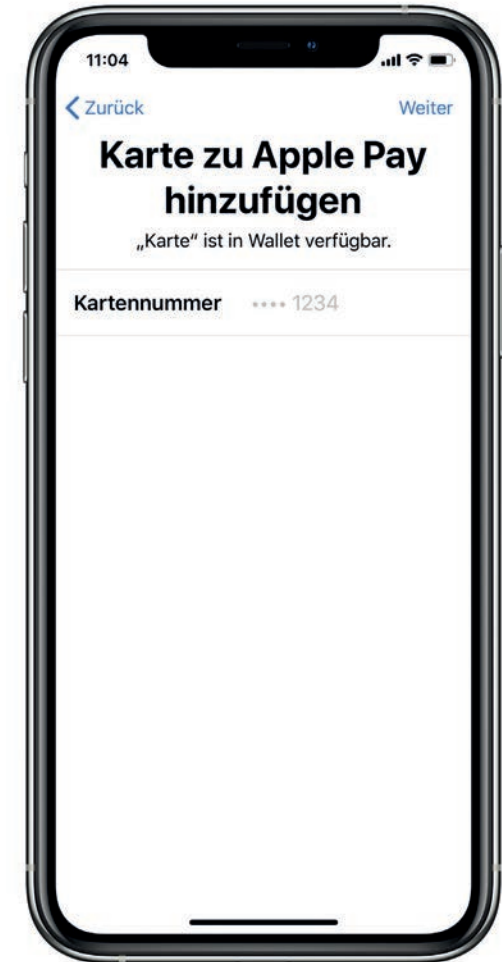 11:04
Zurück
Weiter
Karte zu Apple Pay
hinzufügen
„Karte“ ist in Wallet verfügbar.
Kartennummer •••• 1234